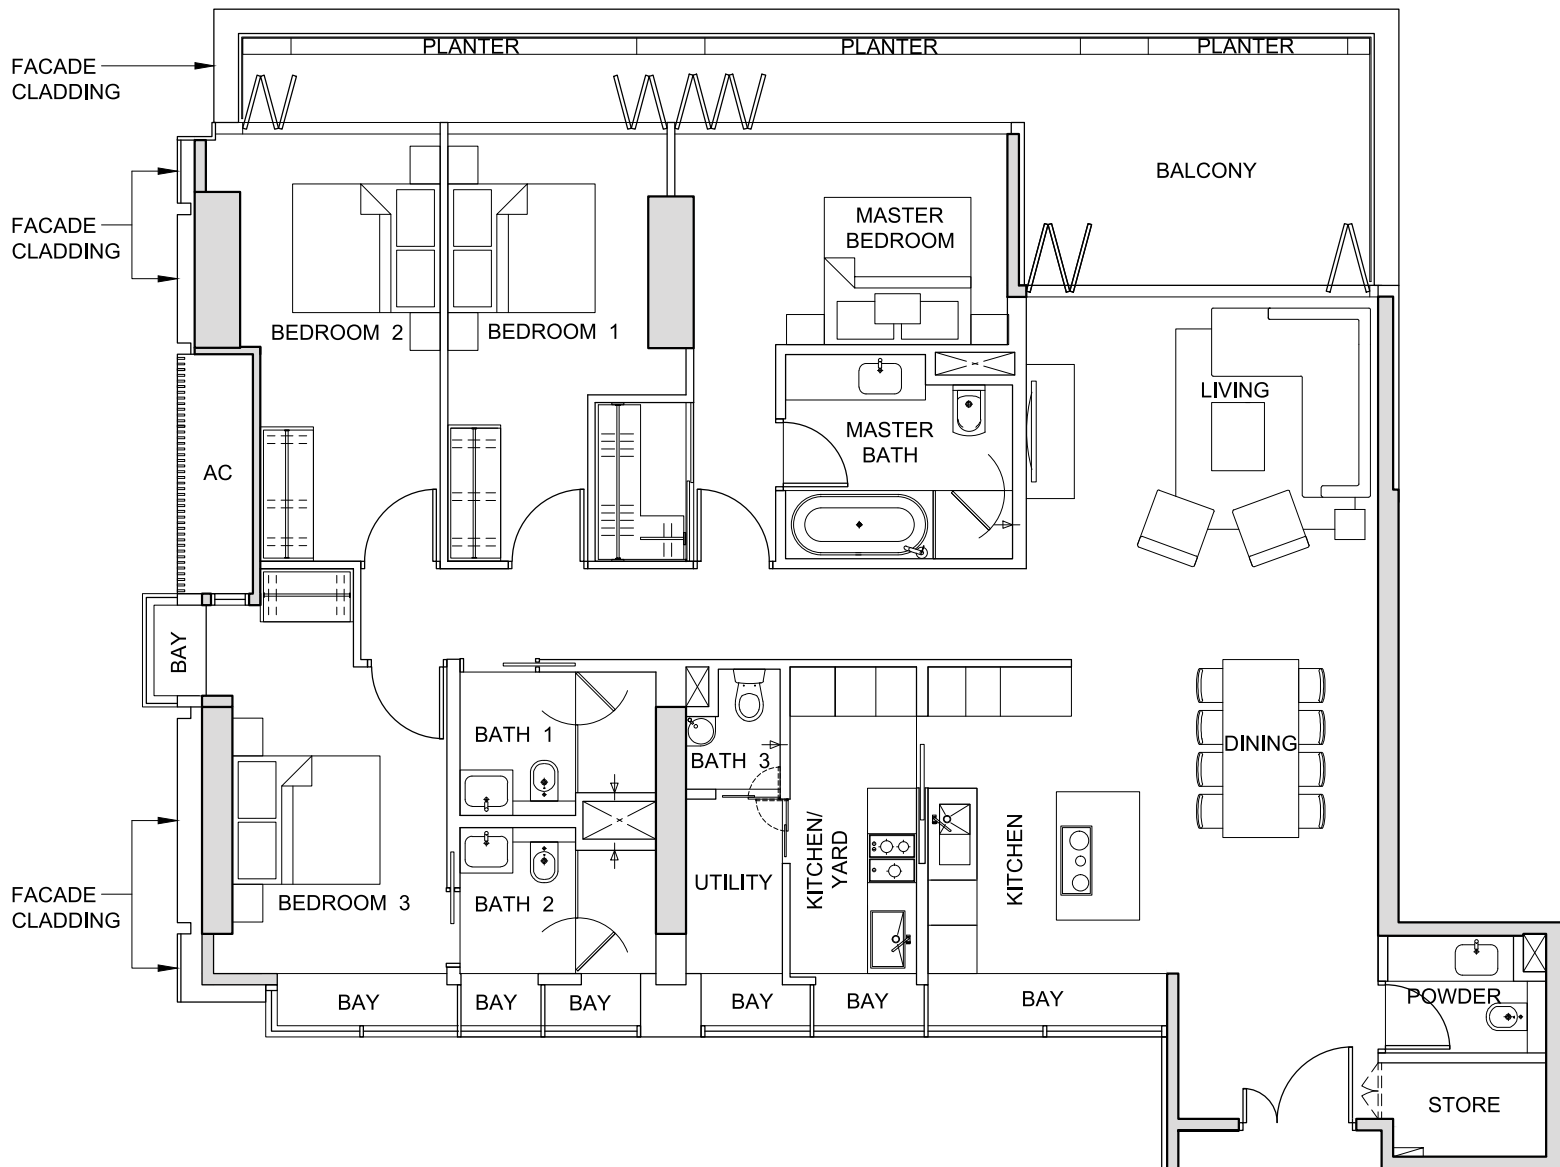 PLANTER
PLANTER
PLANTER
FACADE
CLADDING
BALCONY
FACADE
CLADDING
MASTER
BEDROOM
BEDROOM 2
BEDROOM 1
LIVING
MASTER
BATH
AC
BAY
BATH 1
BATH 3
DINING
KITCHEN/
YARD
KITCHEN
UTILITY
FACADE
CLADDING
BEDROOM 3
BATH 2
BAY
BAY
BAY
BAY
BAY
BAY
POWDER
STORE